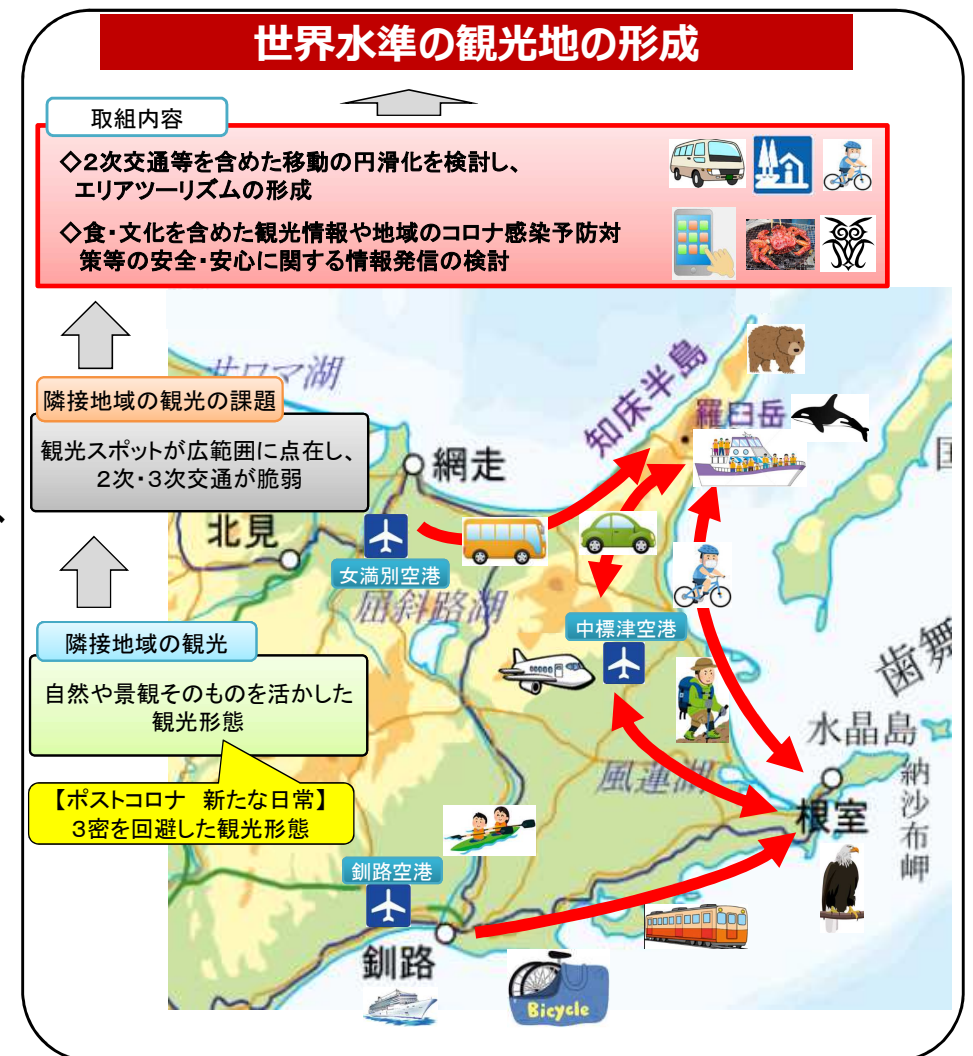 世界水準の観光地の形成
取組内容
◇2次交通等を含めた移動の円滑化を検討し、
エリアツーリズムの形成
◇食・文化を含めた観光情報や地域のコロナ感染予防対
策等の安全・安心に関する情報発信の検討
隣接地域の観光の課題
観光スポットが広範囲に点在し、
2次・3次交通が脆弱
隣接地域の観光
自然や景観そのものを活かした
観光形態
【ポストコロナ 新たな日常】
3密を回避した観光形態
サロマ湖
知床半島
羅臼岳
網走
北見
女満別空港
屈斜路湖
中標津空港
歯舞
水晶島
風蓮湖
納沙布岬
根室
釧路空港
釧路
Bicycle